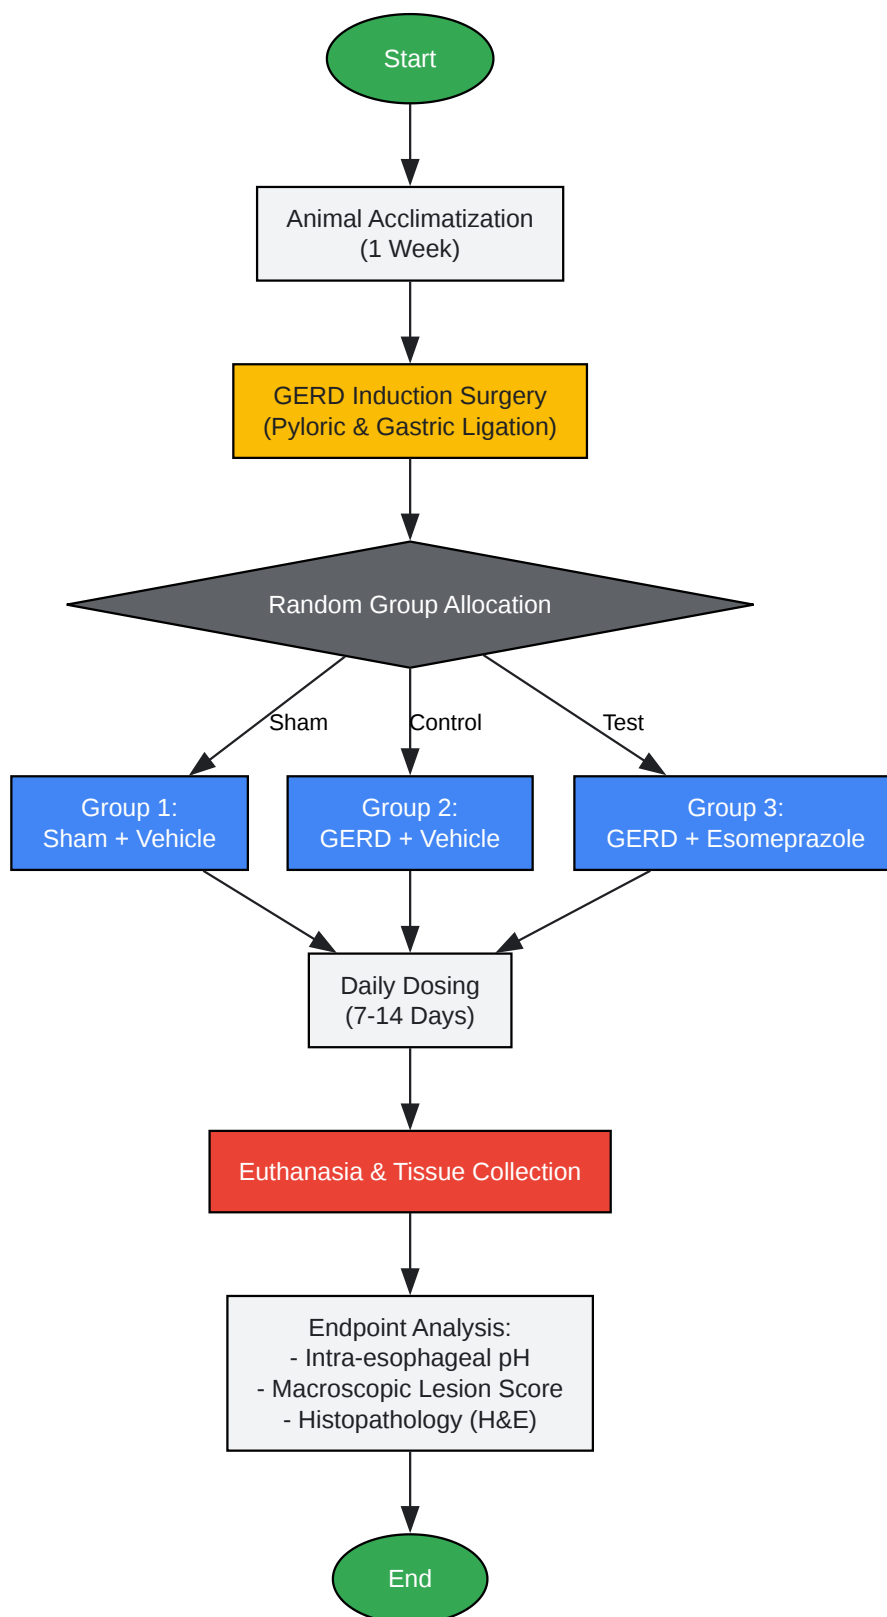 Start
Animal Acclimatization
(1 Week)
GERD Induction Surgery
(Pyloric & Gastric Ligation)
Random Group Allocation
Sham
Control
Test
Group 1:
Sham + Vehicle
Group 2:
GERD + Vehicle
Group 3:
GERD + Esomeprazole
Daily Dosing
(7-14 Days)
Euthanasia & Tissue Collection
Endpoint Analysis:
- Intra-esophageal pH
- Macroscopic Lesion Score
- Histopathology (H&E)
End